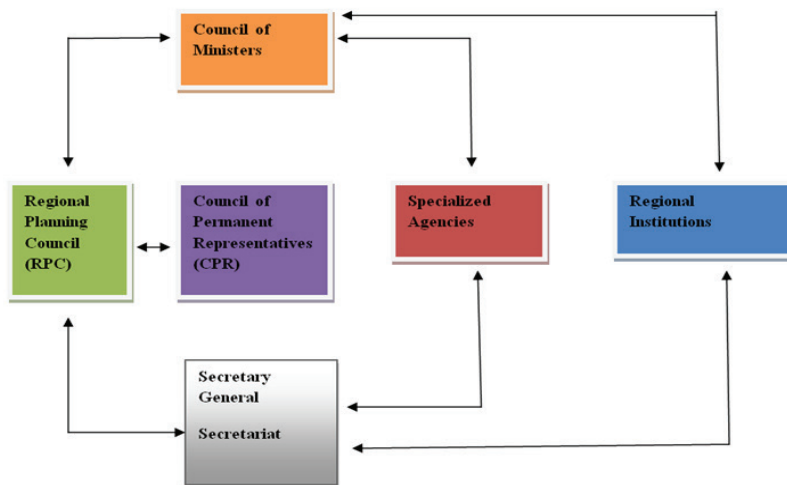 Council of
Ministers
Regional
Planning
Council
(RPC)
Council of
Permanent
Representatives
(CPR)
Specialized
Agencies
Regional
Institutions
Secretary
General
Secretariat